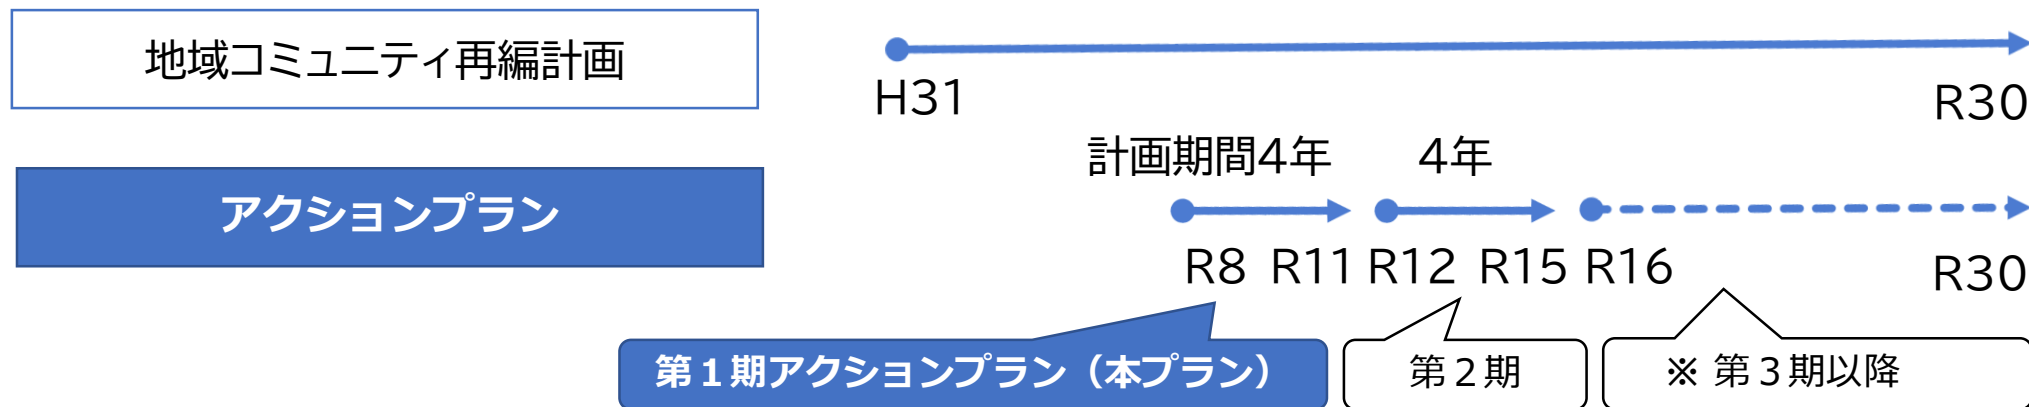 地域コミュニティ再編計画
H31
R30
計画期間4年
4年
アクションプラン
R8
R11
R12
R15
R16
R30
第1期アクションプラン（本プラン）
第2期
※ 第3期以降